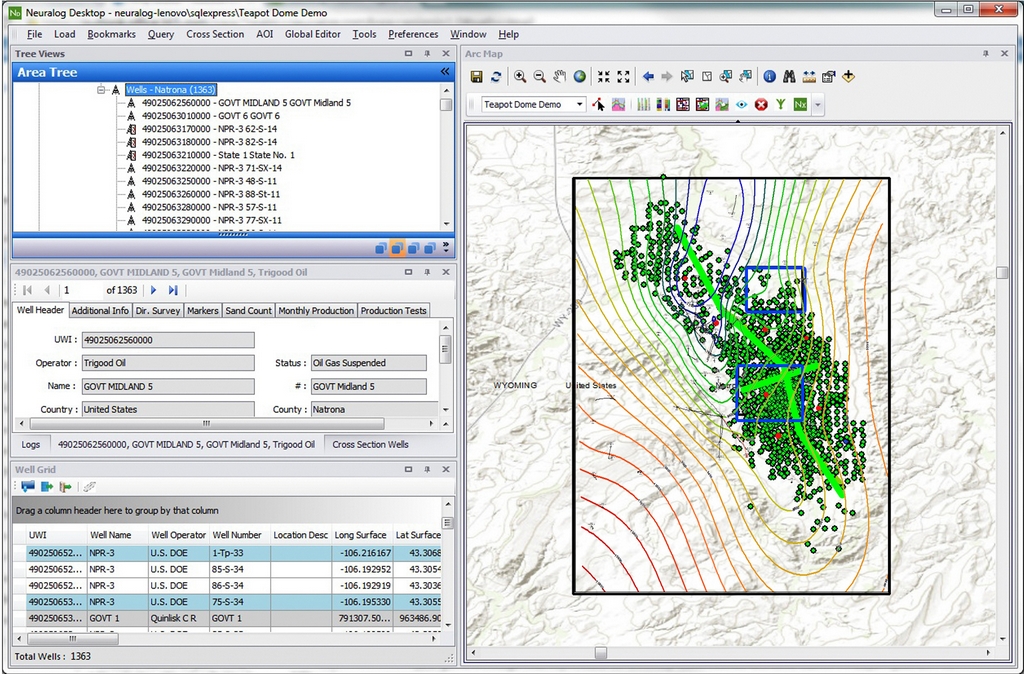 Neuralog Desktop - neuralog-lenovo\sqlexpress\Teapot Dome Demo
File Load Bookmarks Query Cross Section AOI Global Editor Tools Preferences Window Help
Tree Views
Area Tree
Wells - Natrona (1363)
49025062560000 - GOVT MIDLAND 5 GOVT Midland 5
49025063010000 - GOVT 6 GOVT 6
49025063170000 - NPR-3 62-S-14
49025063180000 - NPR-3 82-S-14
49025063210000 - State 1 State No. 1
49025063220000 - NPR-3 71-SX-14
49025063250000 - NPR-3 48-S-11
49025063260000 - NPR-3 88-St-11
49025063280000 - NPR-3 57-S-11
49025063290000 - NPR-3 77-SX-11
49025062560000, GOVT MIDLAND 5, GOVT Midland 5, Trigood Oil
1 of 1363
Well Header Additional Info Dir. Survey Markers Sand Count Monthly Production Production Tests
UWI : 49025062560000
Operator : Trigood Oil Status : Oil Gas Suspended
Name : GOVT MIDLAND 5 # : GOVT Midland 5
Country : United States County : Natrona
Logs 49025062560000, GOVT MIDLAND 5, GOVT Midland 5, Trigood Oil Cross Section Wells
Well Grid
Drag a column header here to group by that column
UWI Well Name Well Operator Well Number Location Desc Long Surface Lat Surface
490250652... NPR-3 U.S. DOE 1-Tp-33 -106.216167 43.3068
490250652... NPR-3 U.S. DOE 85-S-34 -106.192952 43.3054
490250652... NPR-3 U.S. DOE 86-S-34 -106.192919 43.3036
490250653... NPR-3 U.S. DOE 75-S-34 -106.195330 43.3055
490250653... GOVT 1 Quinlisk C R GOVT 1 791307.50... 963486.90
Total Wells : 1363
Arc Map
Teapot Dome Demo
Nx
WYOMING United States